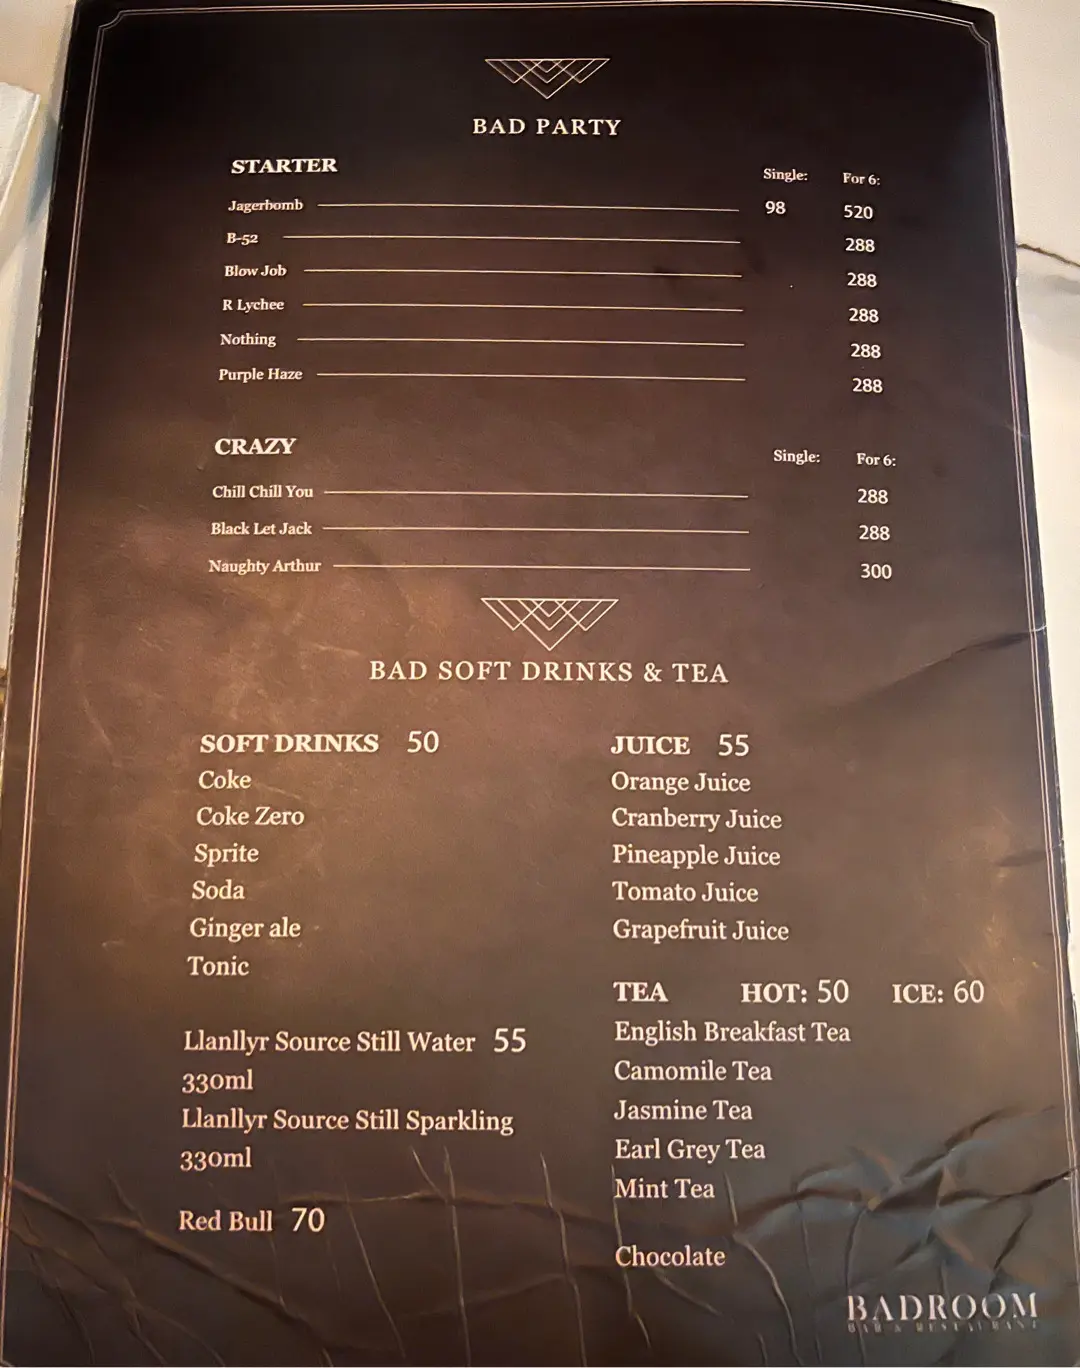 BAD PARTY
STARTER Single: For 6:
Jagerbomb 98 520
B-52 288
Blow Job 288
R Lychee 288
Nothing 288
Purple Haze 288
CRAZY Single: For 6:
Chill Chill You 288
Black Let Jack 288
Naughty Arthur 300
BAD SOFT DRINKS & TEA
SOFT DRINKS 50
Coke
Coke Zero
Sprite
Soda
Ginger ale
Tonic
Llanllyr Source Still Water 55
330ml
Llanllyr Source Still Sparkling
330ml
Red Bull 70
JUICE 55
Orange Juice
Cranberry Juice
Pineapple Juice
Tomato Juice
Grapefruit Juice
TEA HOT: 50 ICE: 60
English Breakfast Tea
Camomile Tea
Jasmine Tea
Earl Grey Tea
Mint Tea
Chocolate
BADROOM
BAR & RESTAURANT